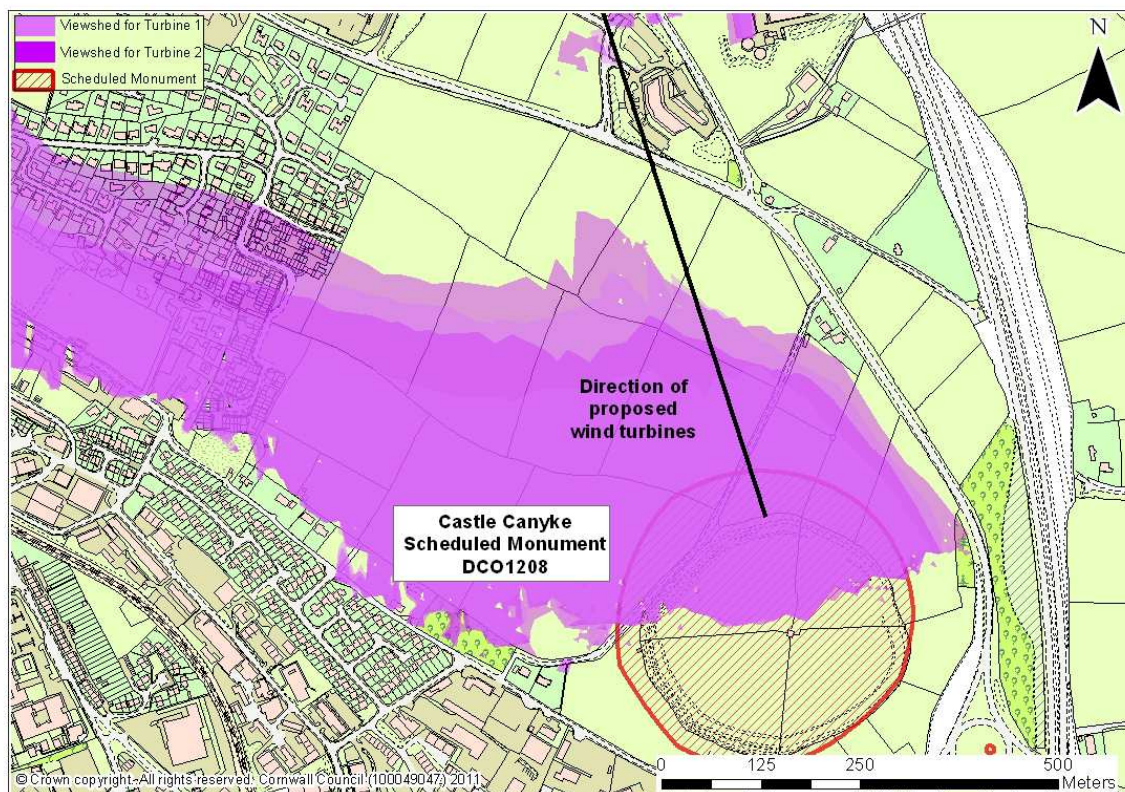 Viewshed for Turbine 1
Viewshed for Turbine 2
Scheduled Monument
N
Direction of
proposed
wind turbines
Castle Canyke
Scheduled Monument
DCO1208
© Crown copyright. All rights reserved. Cornwall Council (100049047) 2011
0 125 250 500
Meters